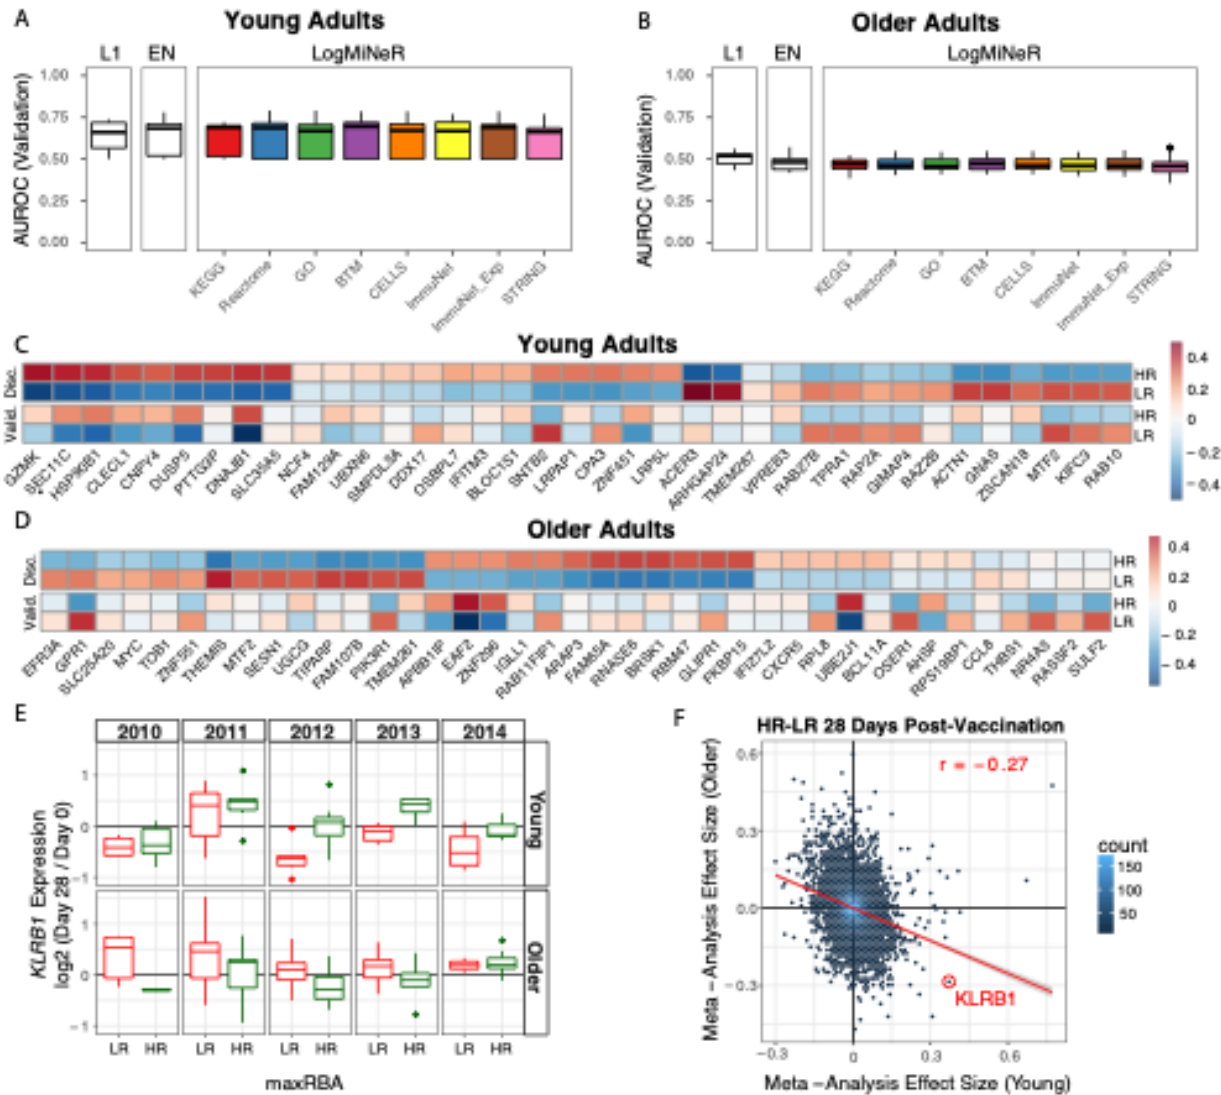 A
Young Adults
L1
EN
LogMiNeR
AUROC (Validation)
1.00
0.75
0.50
0.25
0.00
KEGG
Reactome
GO
BTM
CELLS
ImmuNet
ImmuNet_Exp
STRING
B
Older Adults
L1
EN
LogMiNeR
AUROC (Validation)
1.00
0.75
0.50
0.25
0.00
KEGG
Reactome
GO
BTM
CELLS
ImmuNet
ImmuNet_Exp
STRING
C
Young Adults
Disc.
Valid.
HR
LR
HR
LR
GZMK
SEC11C
HSP90B1
CLECL1
CNPY4
DUSP5
PTTG2P
DNAJB1
SLC35A5
NCF4
FAM129A
UBXN6
SMPDL3A
DDX17
OSBPL7
IFITM3
BLOC1S1
SNTB2
LRPAP1
CPA3
ZNF451
LRP5L
ACER3
ARHGAP24
TMEM267
VPREB3
RAB27B
TPRA1
RAP2A
GIMAP4
BAZ2B
ACTN1
GNAS
ZSCAN18
MTF2
KIFC3
RAB10
0.4
0.2
0
−0.2
−0.4
D
Older Adults
Disc.
Valid.
HR
LR
HR
LR
EFR3A
GPR1
SLC25A20
MYC
TOB1
ZNF551
THEMIS
MTF2
SESN1
UGCG
TIPARP
FAM107B
PIK3R1
TMEM261
APBB1IP
EAF2
ZNF296
IGLL1
RAB11FIP1
ARAP3
FAM65A
RNASE6
BRSK1
RBM47
GLIPR1
FKBP15
IFI27L2
CXCR5
RPL8
UBE2J1
BCL11A
OSER1
AHSP
RPS19BP1
CCL8
THBS1
NR4A3
RASSF2
SULF2
0.4
0.2
0
−0.2
−0.4
E
2010
2011
2012
2013
2014
KLRB1 Expression
log2 (Day 28 / Day 0)
1
0
−1
Young
1
0
−1
Older
LR
HR
LR
HR
LR
HR
LR
HR
LR
HR
maxRBA
F
HR-LR 28 Days Post-Vaccination
Meta −Analysis Effect Size (Older)
0.6
0.3
0.0
−0.3
r = −0.27
KLRB1
−0.3
0
0.3
0.6
Meta −Analysis Effect Size (Young)
count
150
100
50